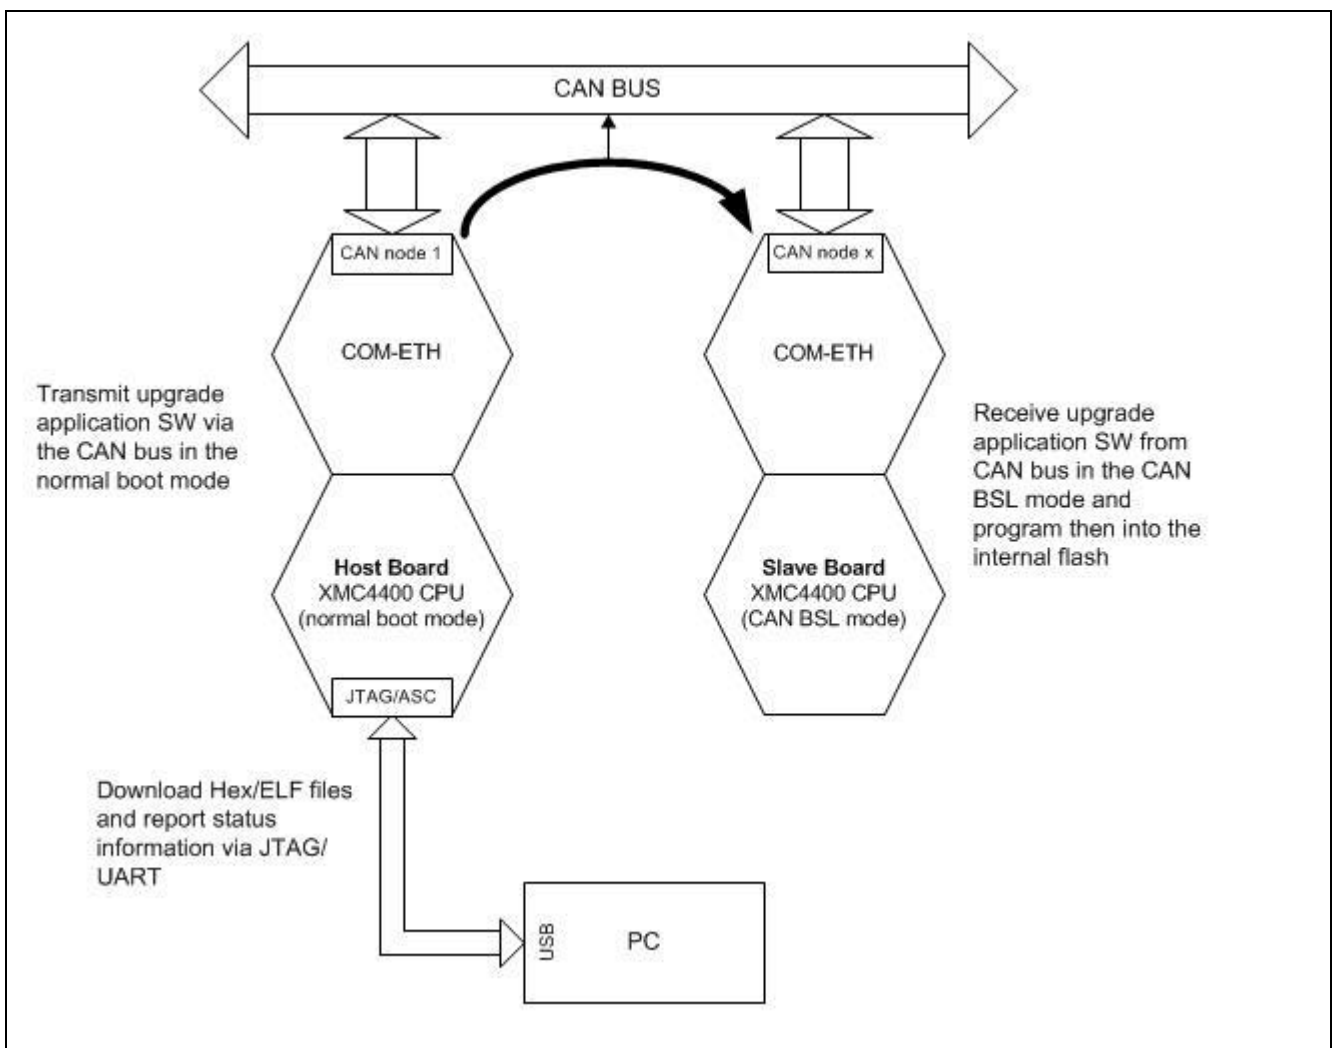 CAN BUS
CAN node 1
CAN node x
COM-ETH
COM-ETH
Transmit upgrade
application SW via
the CAN bus in the
normal boot mode
Receive upgrade
application SW from
CAN bus in the CAN
BSL mode and
program then into the
internal flash
Host Board
XMC4400 CPU
(normal boot mode)
Slave Board
XMC4400 CPU
(CAN BSL mode)
JTAG/ASC
Download Hex/ELF files
and report status
information via JTAG/
UART
USB
PC